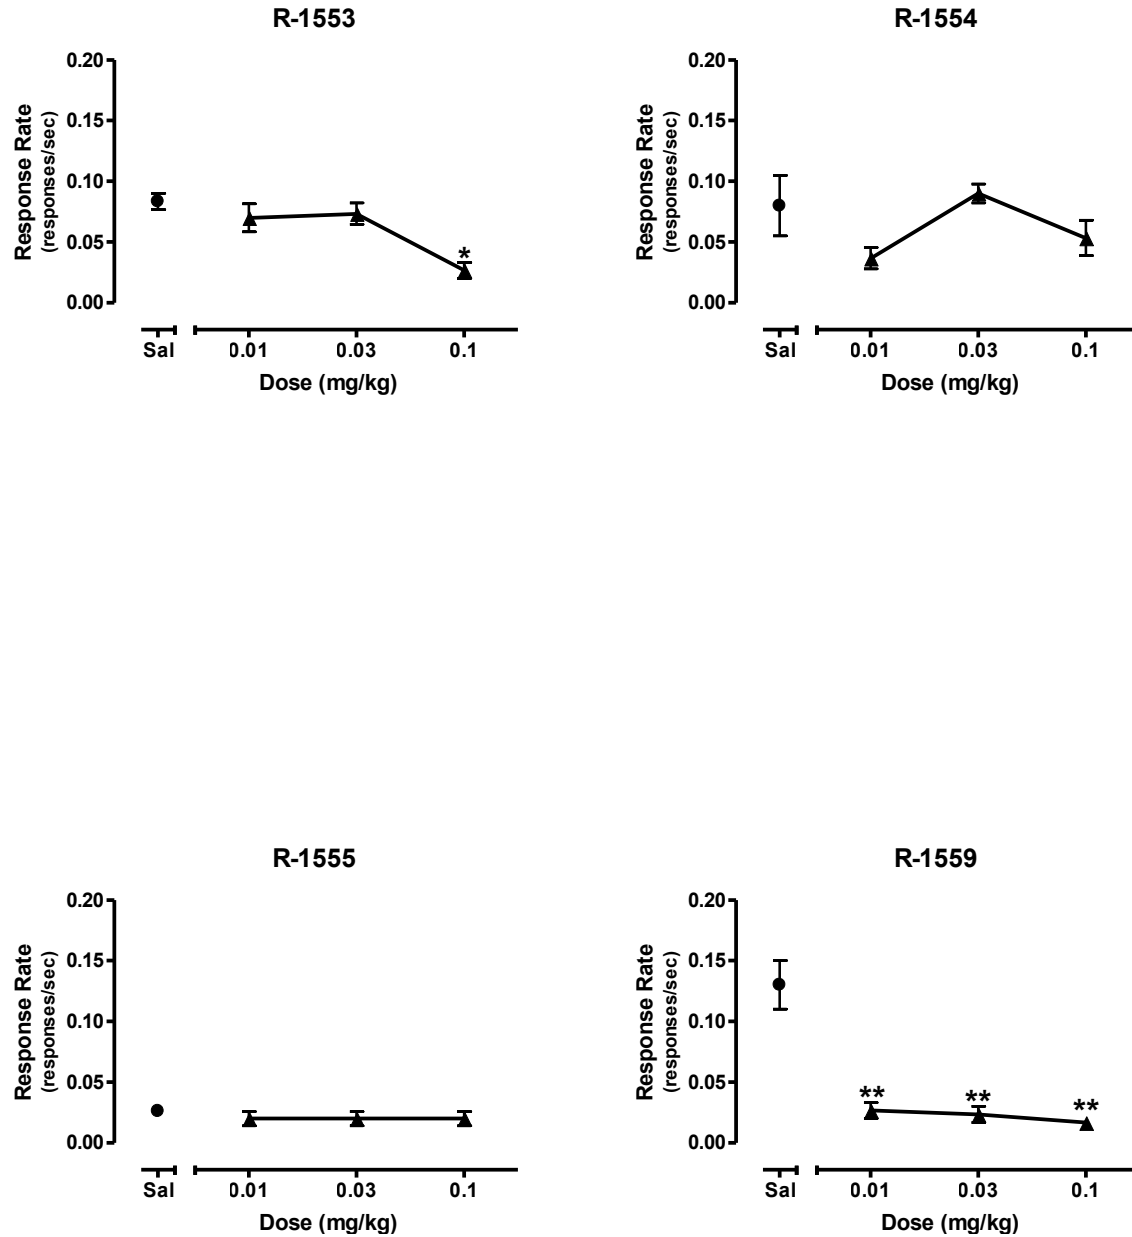 R-1553
Response Rate
(responses/sec)
0.20
0.15
0.10
0.05
0.00
*
Sal
0.01
0.03
0.1
Dose (mg/kg)
R-1554
Response Rate
(responses/sec)
0.20
0.15
0.10
0.05
0.00
Sal
0.01
0.03
0.1
Dose (mg/kg)
R-1555
Response Rate
(responses/sec)
0.20
0.15
0.10
0.05
0.00
Sal
0.01
0.03
0.1
Dose (mg/kg)
R-1559
Response Rate
(responses/sec)
0.20
0.15
0.10
0.05
0.00
**
**
**
Sal
0.01
0.03
0.1
Dose (mg/kg)